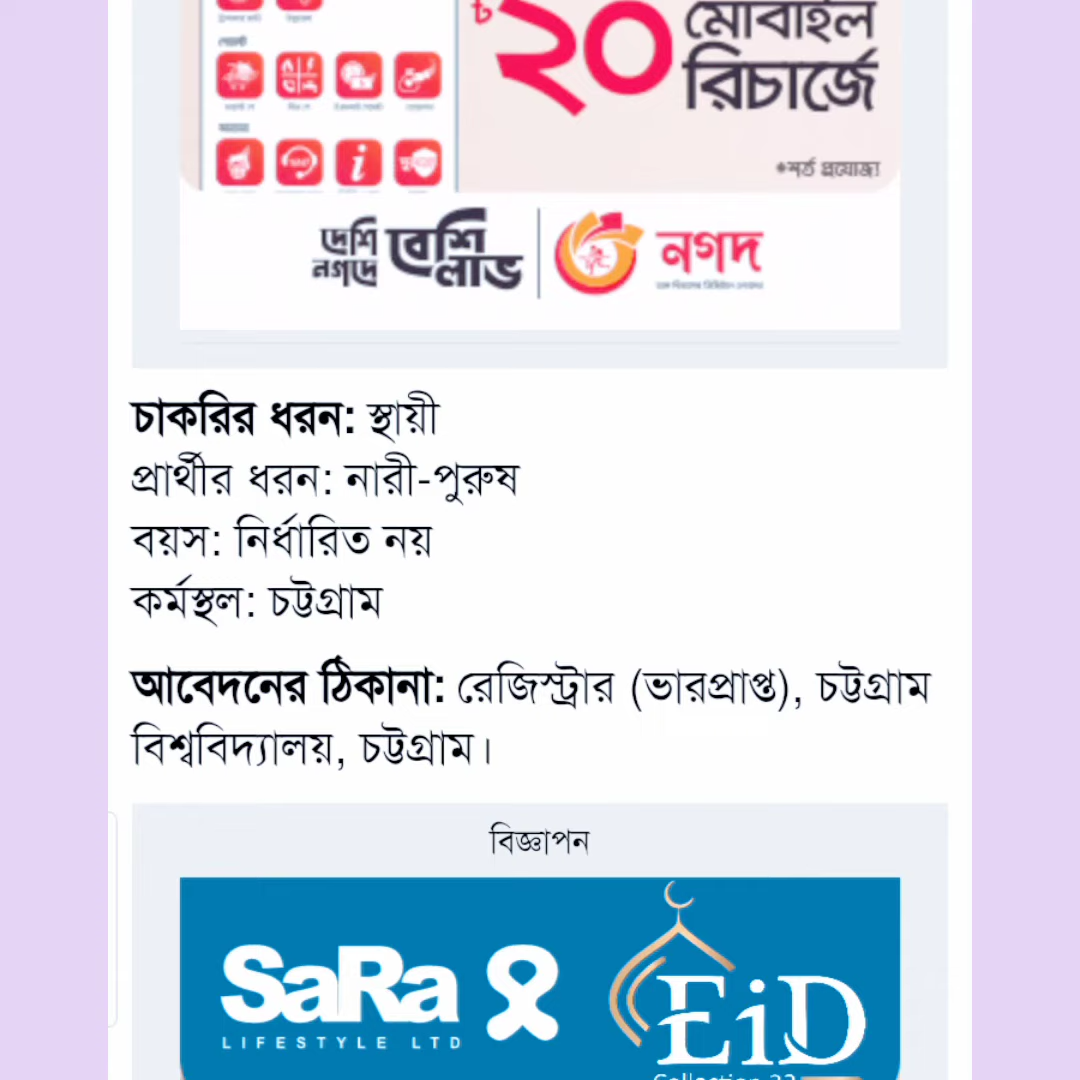 ৳২০ মোবাইল
রিচার্জে
*শর্ত প্রযোজ্য
দেশি বেশি
নগদে লাভ
নগদ
চাকরির ধরন: স্থায়ী
প্রার্থীর ধরন: নারী-পুরুষ
বয়স: নির্ধারিত নয়
কর্মস্থল: চট্টগ্রাম
আবেদনের ঠিকানা: রেজিস্ট্রার (ভারপ্রাপ্ত), চট্টগ্রাম
বিশ্ববিদ্যালয়, চট্টগ্রাম।
বিজ্ঞাপন
SaRa
LIFESTYLE LTD
EiD